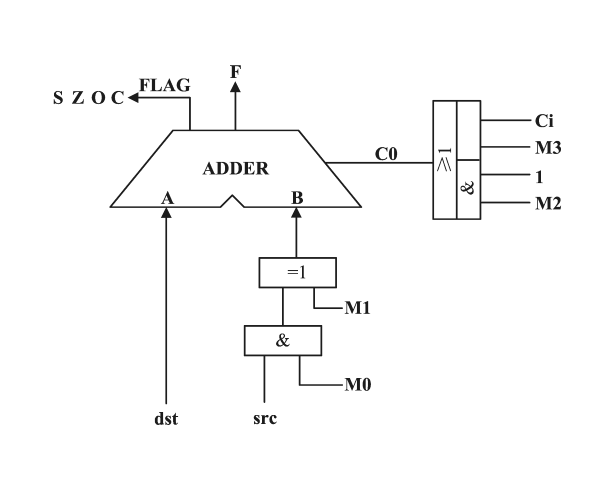 F
S Z O C FLAG
Ci
ADDER
C0
≥1
M3
1
&
M2
A
B
=1
M1
&
M0
dst
src